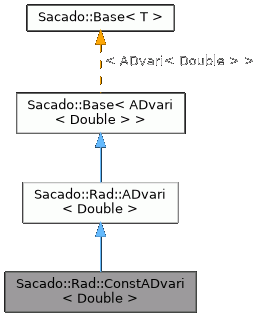 Sacado::Base< T >
< ADvari< Double > >
Sacado::Base< ADvari
< Double > >
Sacado::Rad::ADvari
< Double >
Sacado::Rad::ConstADvari
< Double >